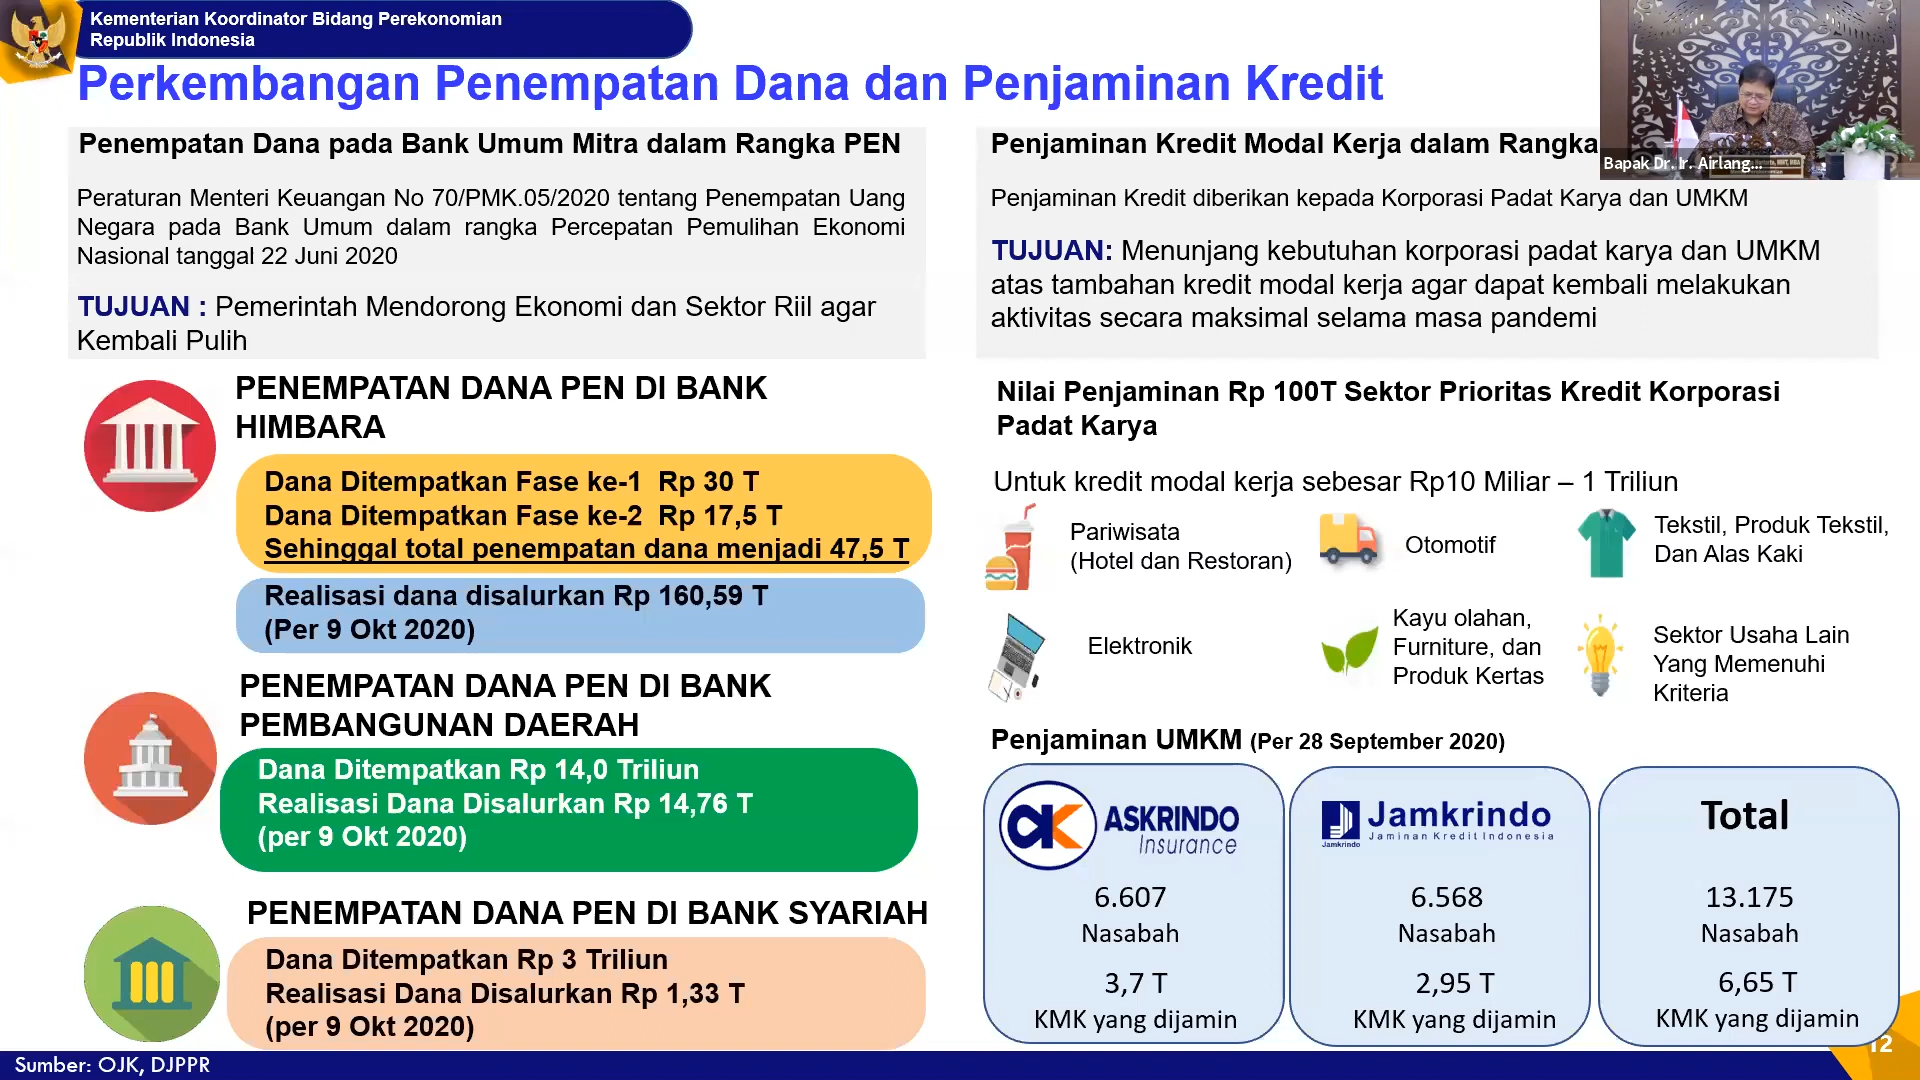 Kementerian Koordinator Bidang Perekonomian
Republik Indonesia
Perkembangan Penempatan Dana dan Penjaminan Kredit
Bapak Dr. Ir. Airlang...
Penempatan Dana pada Bank Umum Mitra dalam Rangka PEN
Peraturan Menteri Keuangan No 70/PMK.05/2020 tentang Penempatan Uang
Negara pada Bank Umum dalam rangka Percepatan Pemulihan Ekonomi
Nasional tanggal 22 Juni 2020
TUJUAN : Pemerintah Mendorong Ekonomi dan Sektor Riil agar
Kembali Pulih
PENEMPATAN DANA PEN DI BANK
HIMBARA
Dana Ditempatkan Fase ke-1 Rp 30 T
Dana Ditempatkan Fase ke-2 Rp 17,5 T
Sehinggal total penempatan dana menjadi 47,5 T
Realisasi dana disalurkan Rp 160,59 T
(Per 9 Okt 2020)
PENEMPATAN DANA PEN DI BANK
PEMBANGUNAN DAERAH
Dana Ditempatkan Rp 14,0 Triliun
Realisasi Dana Disalurkan Rp 14,76 T
(per 9 Okt 2020)
PENEMPATAN DANA PEN DI BANK SYARIAH
Dana Ditempatkan Rp 3 Triliun
Realisasi Dana Disalurkan Rp 1,33 T
(per 9 Okt 2020)
Penjaminan Kredit Modal Kerja dalam Rangka
Penjaminan Kredit diberikan kepada Korporasi Padat Karya dan UMKM
TUJUAN: Menunjang kebutuhan korporasi padat karya dan UMKM
atas tambahan kredit modal kerja agar dapat kembali melakukan
aktivitas secara maksimal selama masa pandemi
Nilai Penjaminan Rp 100T Sektor Prioritas Kredit Korporasi
Padat Karya
Untuk kredit modal kerja sebesar Rp10 Miliar – 1 Triliun
Pariwisata
(Hotel dan Restoran)
Otomotif
Tekstil, Produk Tekstil,
Dan Alas Kaki
Elektronik
Kayu olahan,
Furniture, dan
Produk Kertas
Sektor Usaha Lain
Yang Memenuhi
Kriteria
Penjaminan UMKM (Per 28 September 2020)
ASKRINDO
Insurance
6.607
Nasabah
3,7 T
KMK yang dijamin
Jamkrindo
Jaminan Kredit Indonesia
Jamkrindo
6.568
Nasabah
2,95 T
KMK yang dijamin
Total
13.175
Nasabah
6,65 T
KMK yang dijamin
Sumber: OJK, DJPPR
12